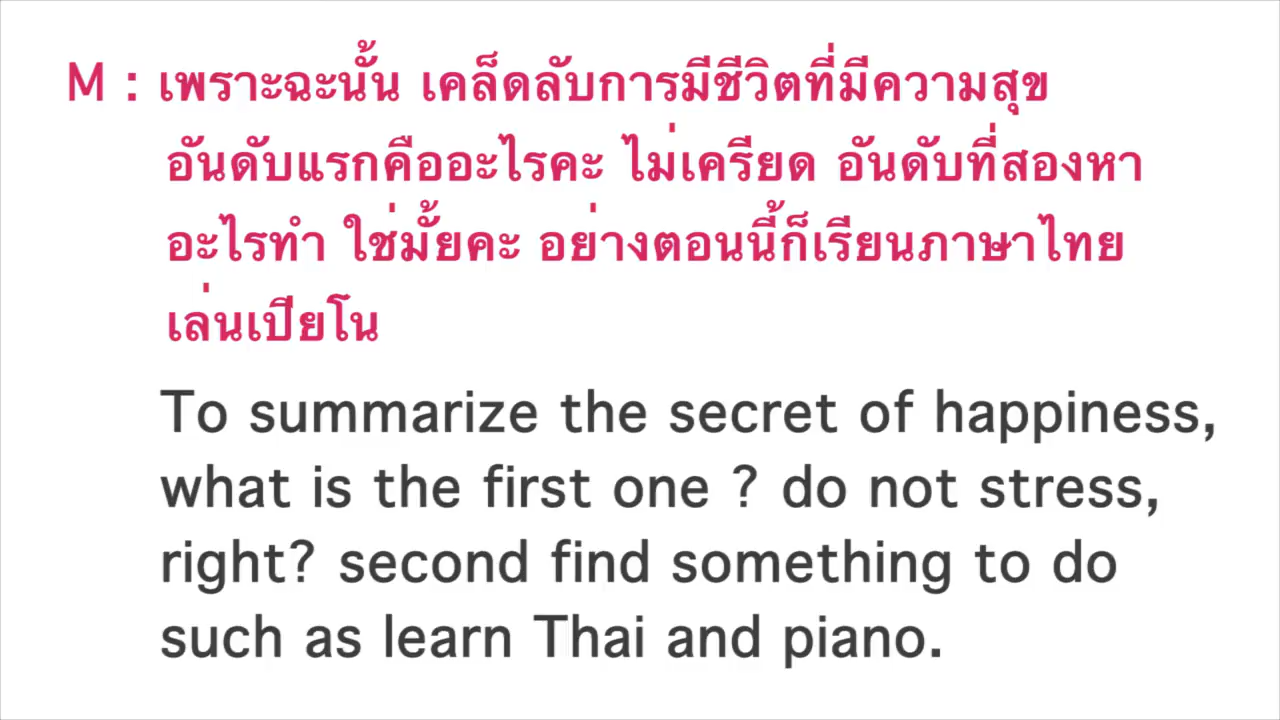 M : เพราะฉะนั้น เคล็ดลับการมีชีวิตที่มีความสุข
อันดับแรกคืออะไรคะ ไม่เครียด อันดับที่สองหา
อะไรทำ ใช่มั้ยคะ อย่างตอนนี้ก็เรียนภาษาไทย
เล่นเปียโน
To summarize the secret of happiness,
what is the first one ? do not stress,
right? second find something to do
such as learn Thai and piano.